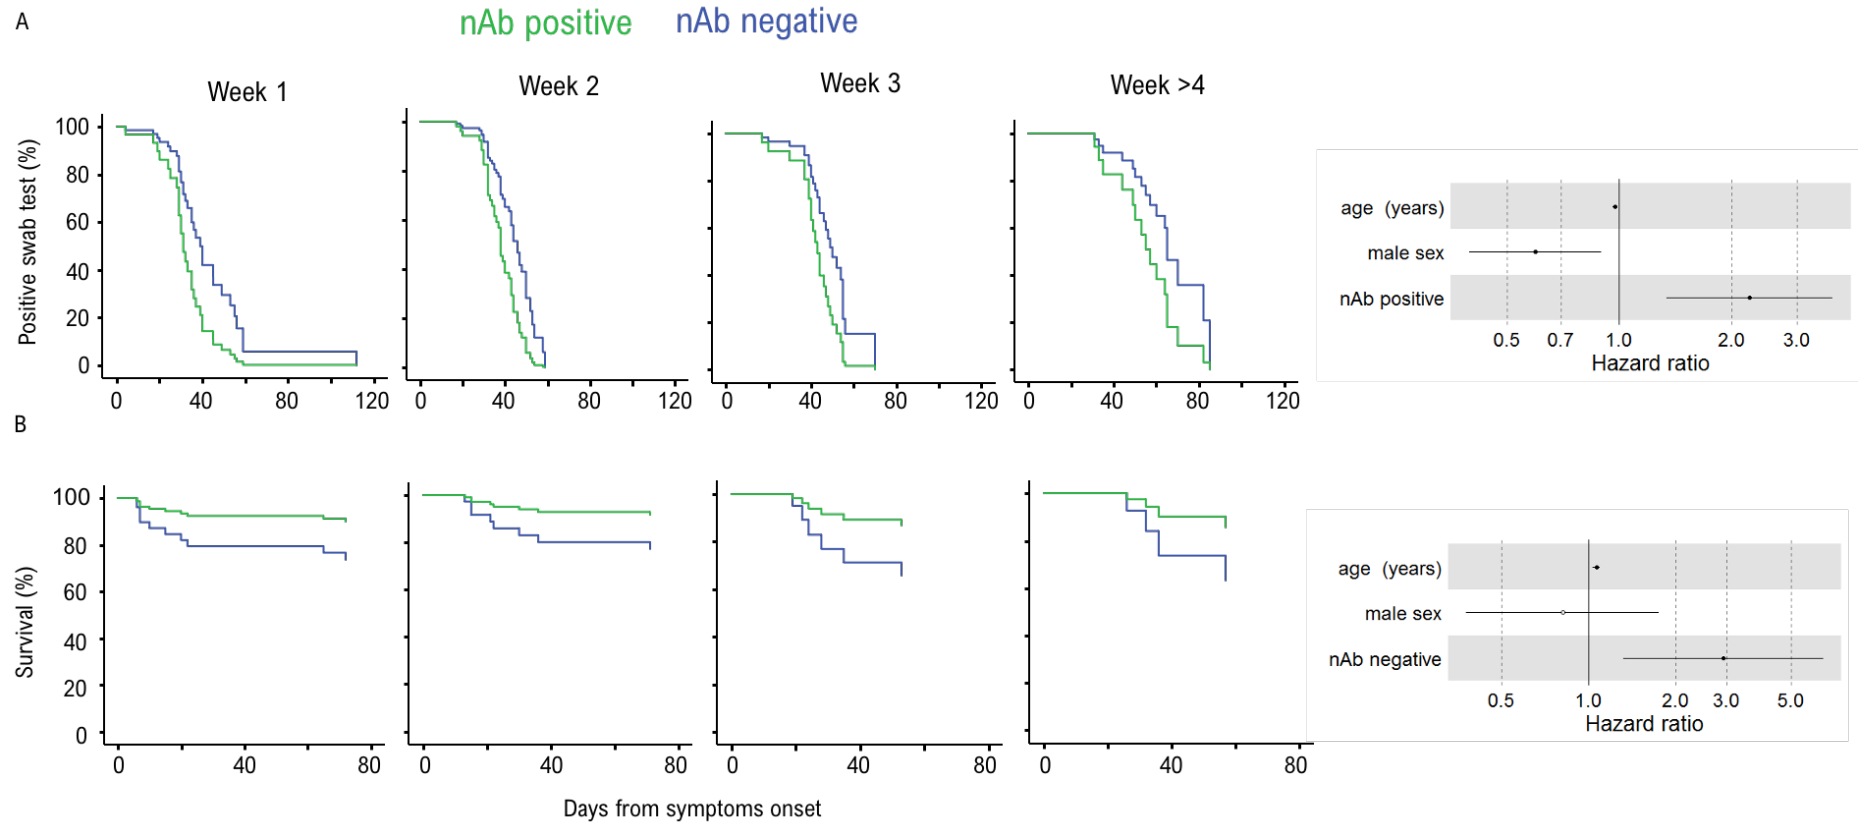 A
nAb positive nAb negative
Week 1 Week 2 Week 3 Week >4
Positive swab test (%)
100
80
60
40
20
0
0 40 80 120
0 40 80 120
0 40 80 120
0 40 80 120
age (years)
male sex
nAb positive
0.5 0.7 1.0 2.0 3.0
Hazard ratio
B
Survival (%)
100
80
60
40
20
0
0 40 80
0 40 80
0 40 80
0 40 80
Days from symptoms onset
age (years)
male sex
nAb negative
0.5 1.0 2.0 3.0 5.0
Hazard ratio